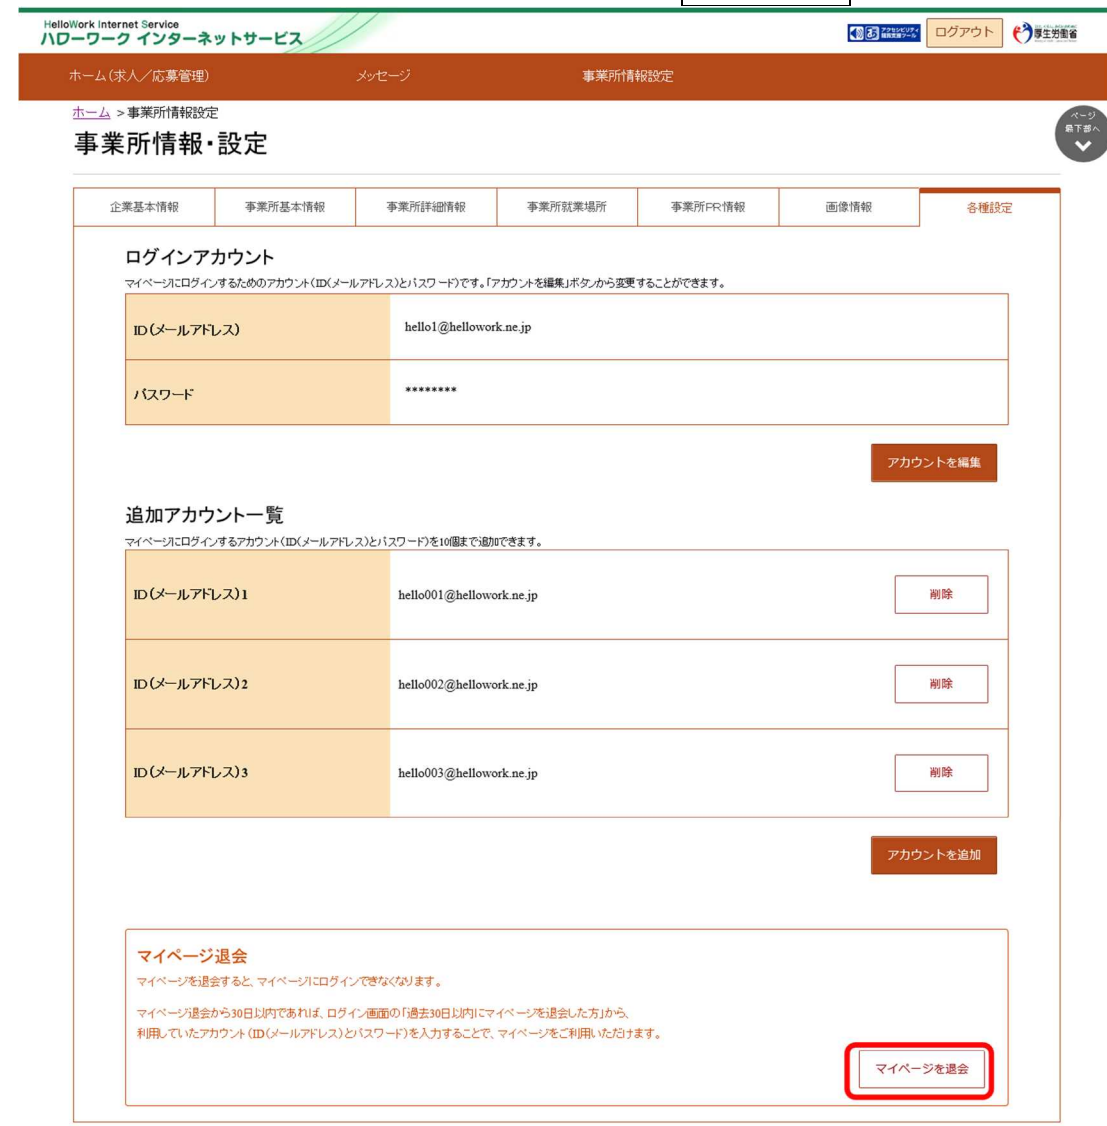 HelloWork Internet Service
ハローワーク インターネットサービス
ログアウト
厚生労働省
ホーム(求人／応募管理)
メッセージ
事業所情報設定
ホーム ＞事業所情報設定
ページ
最下部へ
事業所情報・設定
企業基本情報
事業所基本情報
事業所詳細情報
事業所就業場所
事業所PR情報
画像情報
各種設定
ログインアカウント
マイページにログインするためのアカウント(ID(メールアドレス)とパスワード)です。「アカウントを編集」ボタンから変更することができます。
ID(メールアドレス)
hello1@hellowork.ne.jp
パスワード
********
アカウントを編集
追加アカウント一覧
マイページにログインするアカウント(ID(メールアドレス)とパスワード)を10個まで追加できます。
ID(メールアドレス)1
hello001@hellowork.ne.jp
削除
ID(メールアドレス)2
hello002@hellowork.ne.jp
削除
ID(メールアドレス)3
hello003@hellowork.ne.jp
削除
アカウントを追加
マイページ退会
マイページを退会すると、マイページにログインできなくなります。
マイページ退会から30日以内であれば、ログイン画面の「過去30日以内にマイページを退会した方」から、
利用していたアカウント(ID(メールアドレス)とパスワード)を入力することで、マイページをご利用いただけます。
マイページを退会